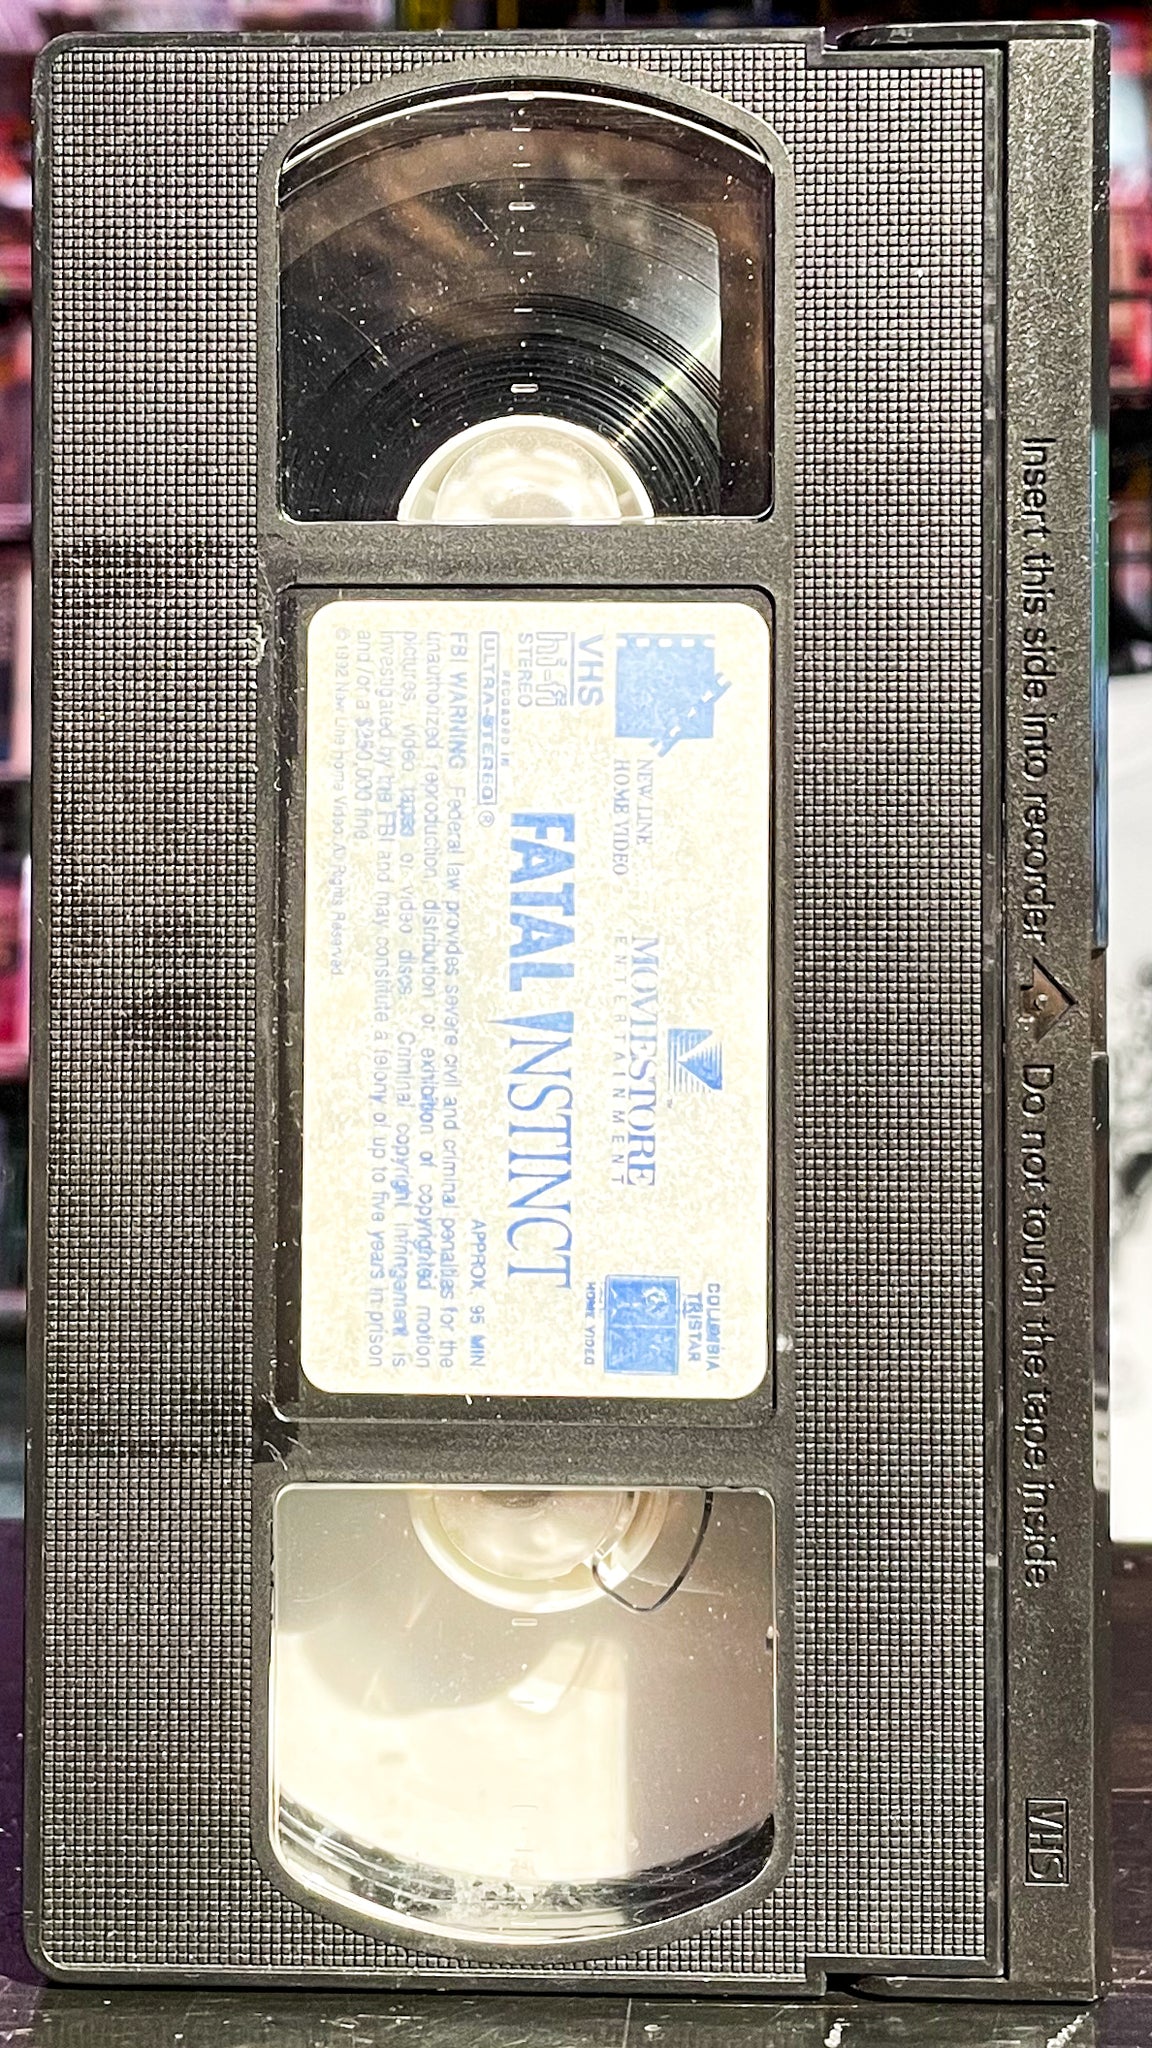 Insert this side into recorder
Do not touch the tape inside
VHS
NEW LINE
HOME VIDEO
MOVIESTORE
ENTERTAINMENT
COLUMBIA
TRISTAR
HOME VIDEO
VHS
hi-fi
STEREO
RECORDED IN
ULTRA-STEREO®
FATAL INSTINCT
APPROX. 95 MIN
FBI WARNING Federal law provides severe civil and criminal penalties for the
unauthorized reproduction, distribution or exhibition of copyrighted motion
pictures, video tapes or video discs. Criminal copyright infringement is
investigated by the FBI and may constitute a felony of up to five years in prison
and/or a $250,000 fine
© 1992 New Line Home Video. All Rights Reserved